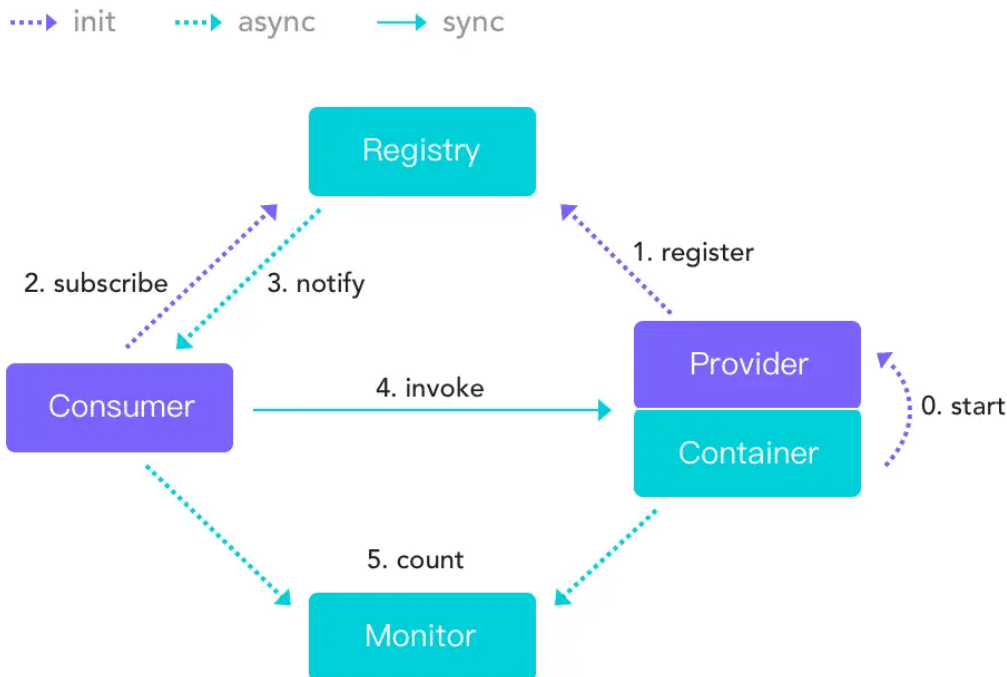 init async sync
Registry
1. register
2. subscribe
3. notify
Provider
4. invoke
Consumer
0. start
Container
5. count
Monitor